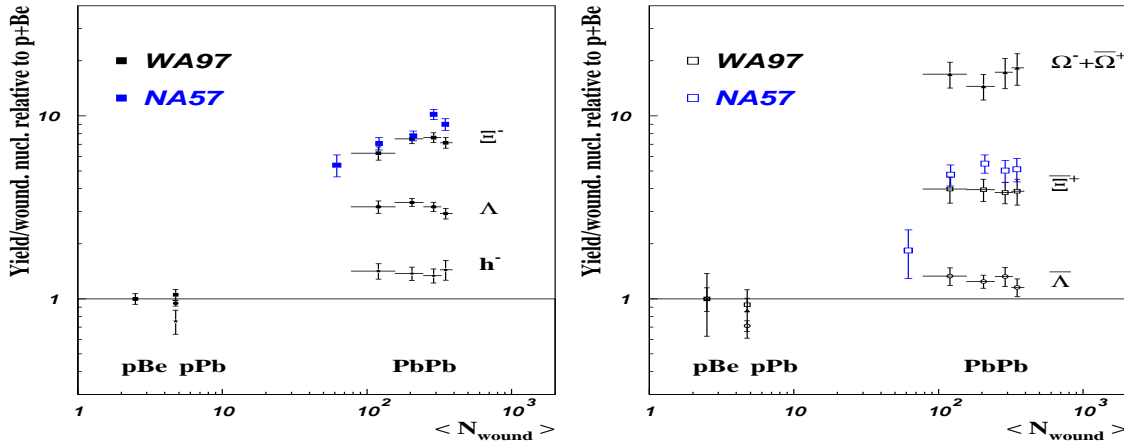 Yield/wound. nucl. relative to p+Be
10
1
WA97
NA57
Ξ⁻
Λ
h⁻
pBe pPb
PbPb
1
10
10²
10³
< N_wound >
Yield/wound. nucl. relative to p+Be
10
1
WA97
NA57
Ω⁻+Ω̅⁺
Ξ̅⁺
Λ̅
pBe pPb
PbPb
1
10
10²
10³
< N_wound >